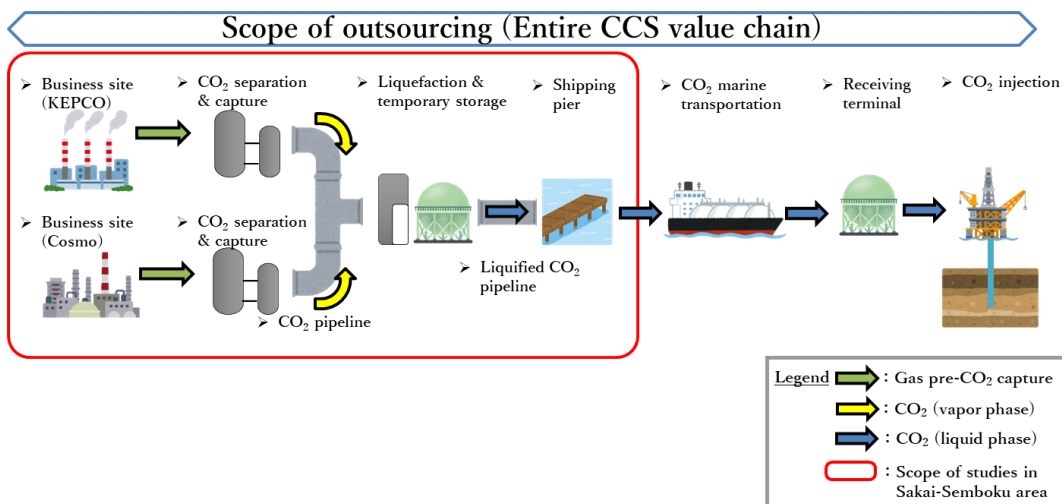 Scope of outsourcing (Entire CCS value chain)
➢ Business site
(KEPCO)
➢ CO₂ separation
& capture
➢ Liquefaction &
temporary storage
➢ Shipping
pier
➢ CO₂ marine
transportation
➢ Receiving
terminal
➢ CO₂ injection
➢ Business site
(Cosmo)
➢ CO₂ separation
& capture
➢ Liquified CO₂
pipeline
➢ CO₂ pipeline
Legend
: Gas pre-CO₂ capture
: CO₂ (vapor phase)
: CO₂ (liquid phase)
: Scope of studies in
Sakai-Semboku area